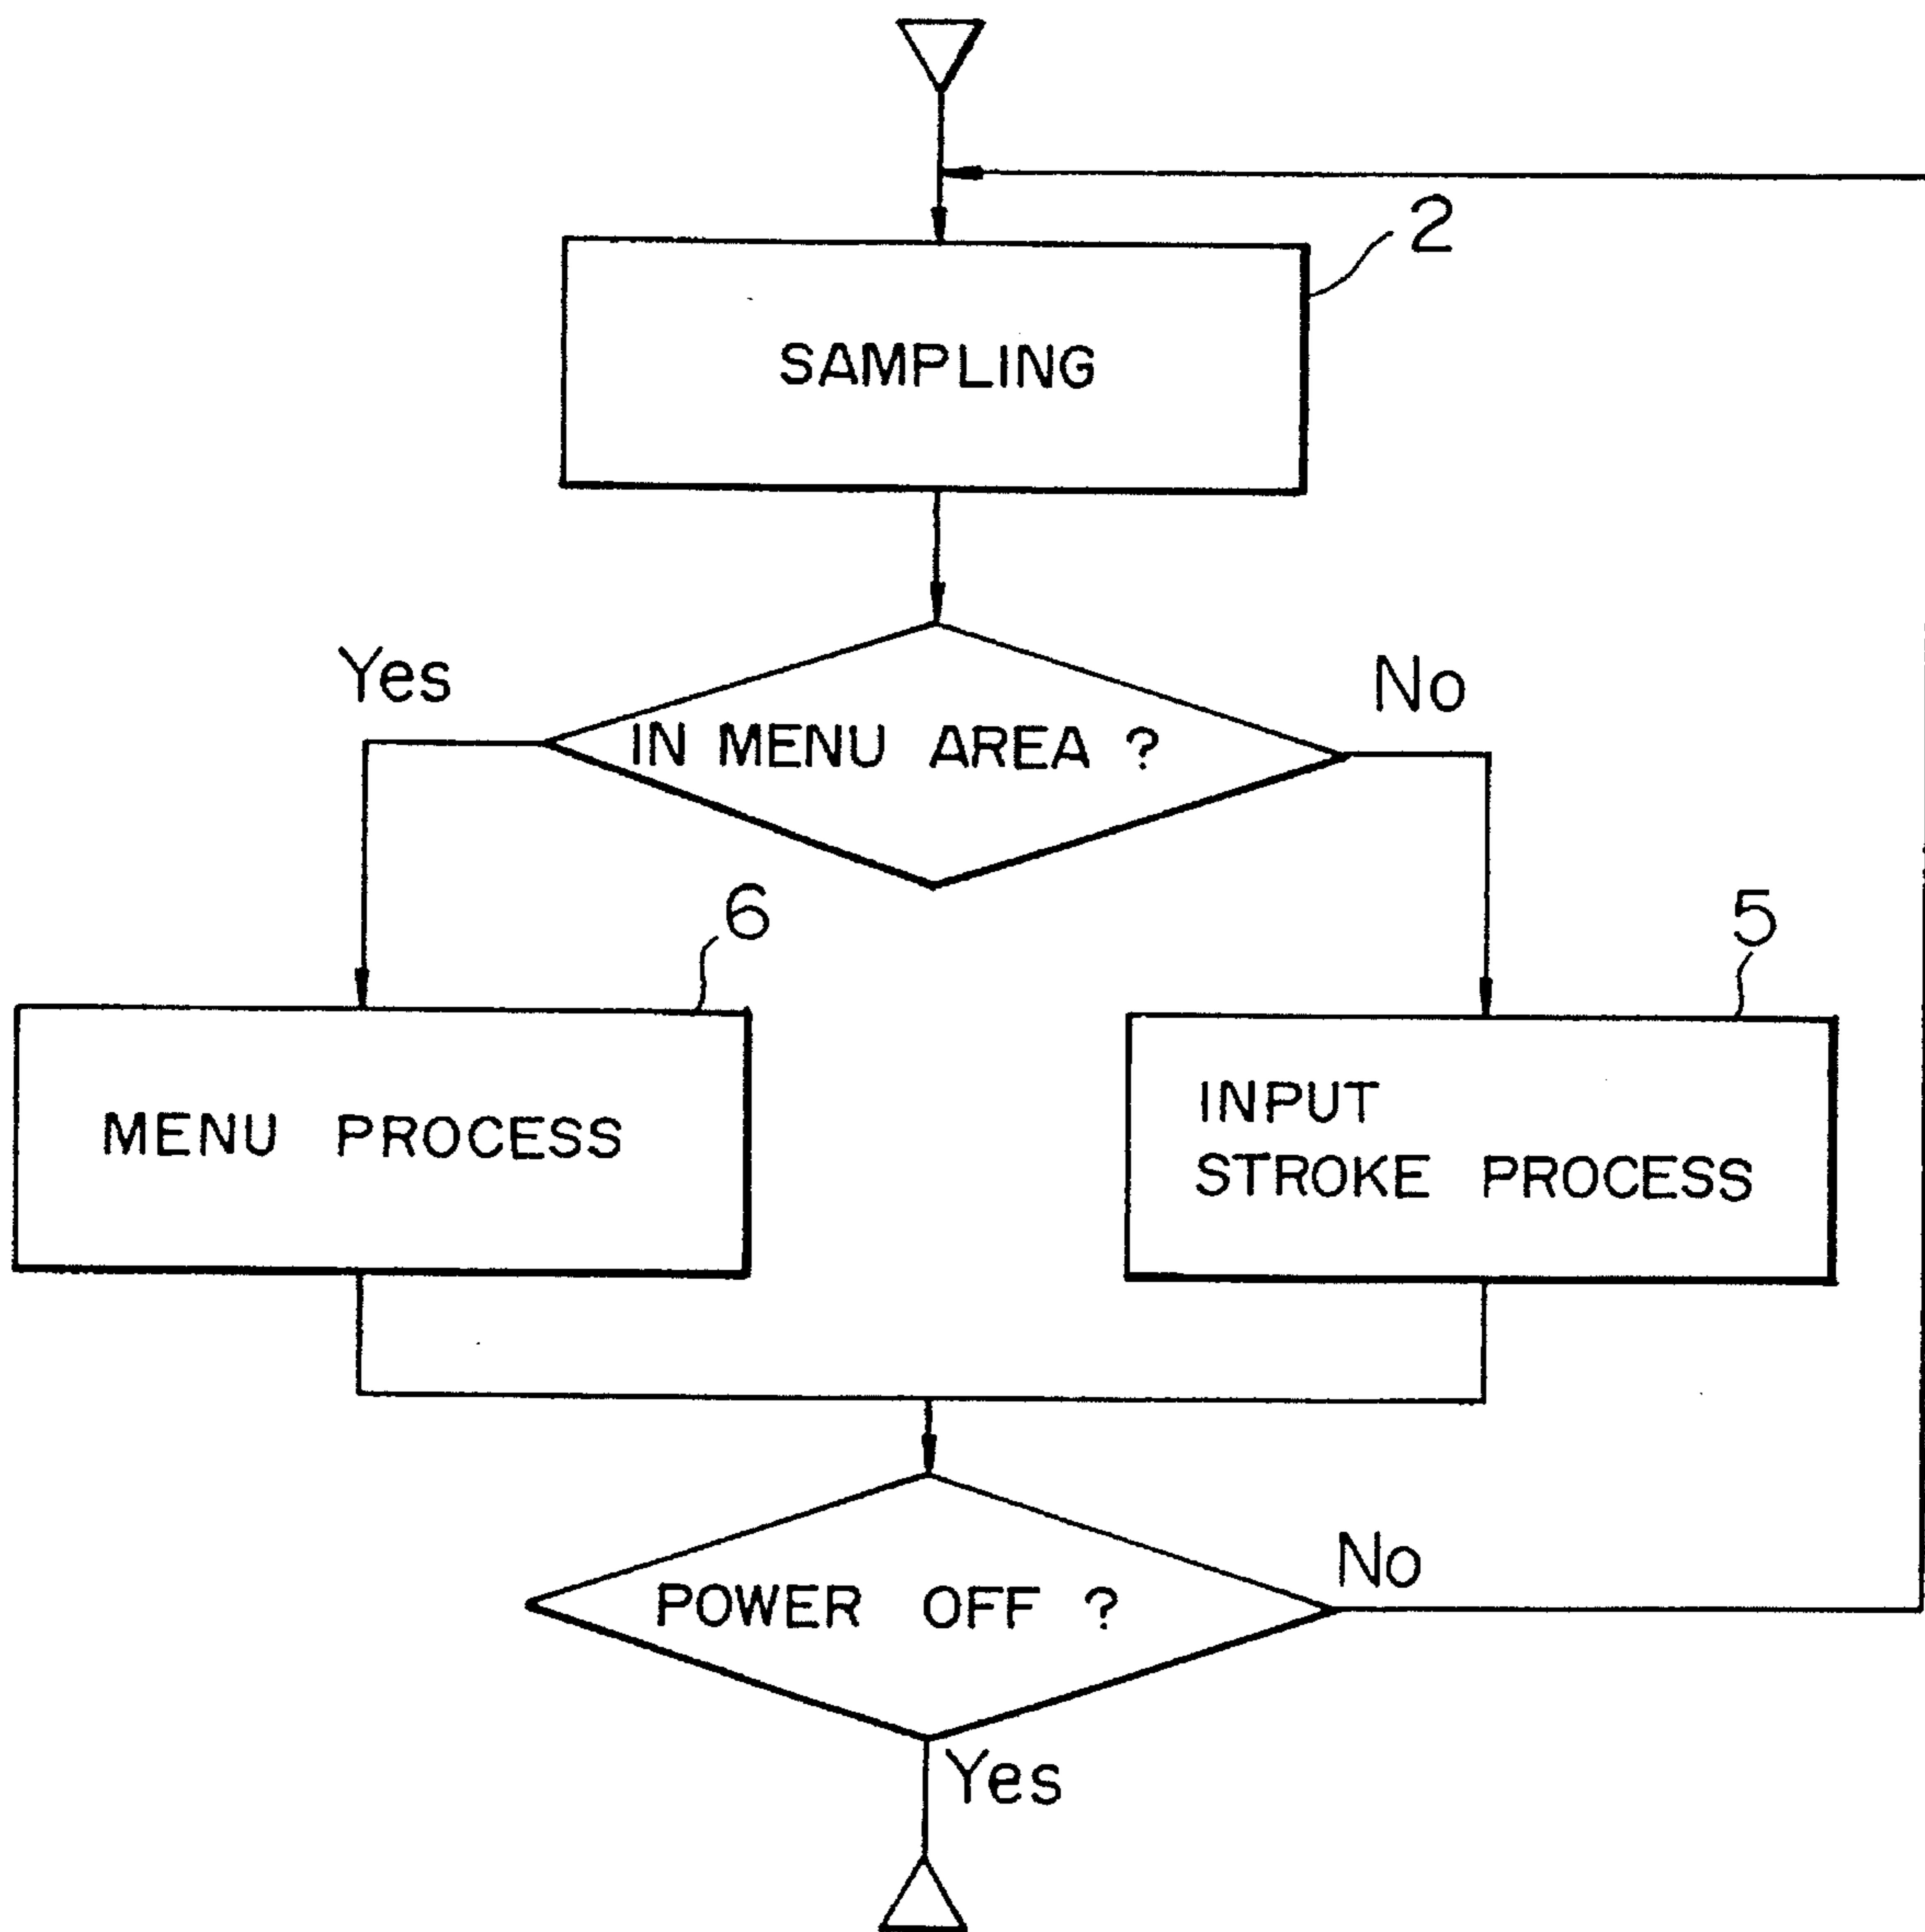 2
SAMPLING
Yes
No
IN MENU AREA ?
6
5
MENU PROCESS
INPUT
STROKE PROCESS
No
POWER OFF ?
Yes